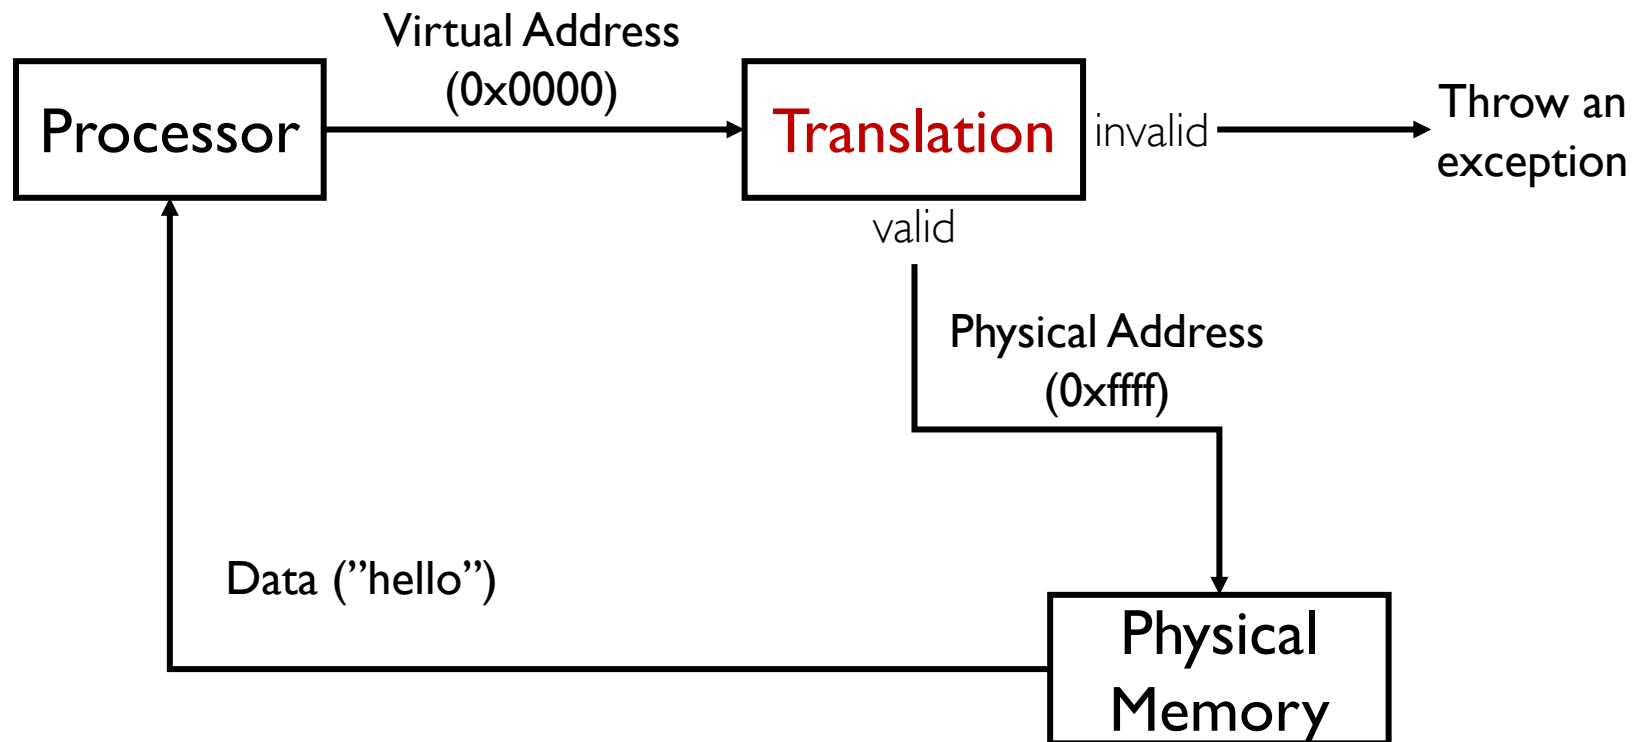 Virtual Address
(0x0000)
Processor
Translation
invalid
Throw an
exception
valid
Physical Address
(0xffff)
Data (”hello”)
Physical
Memory